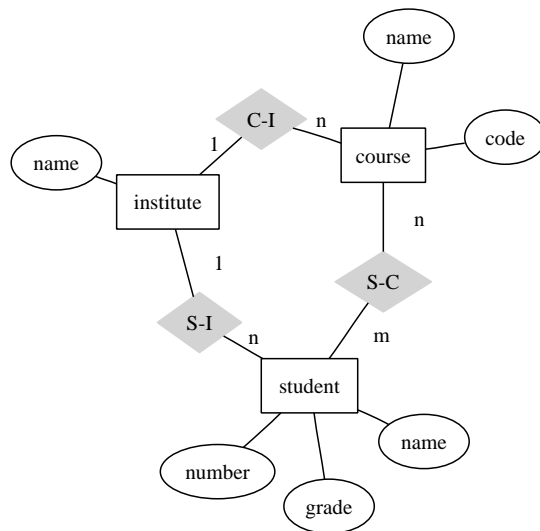 name
C-I
n
1
code
name
course
institute
n
1
S-C
S-I
n
m
student
name
number
grade